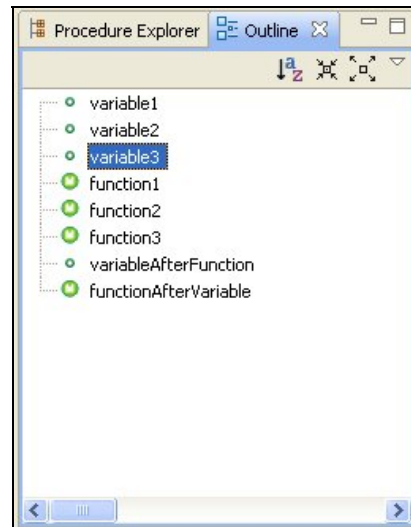 Procedure Explorer Outline
variable1
variable2
variable3
function1
function2
function3
variableAfterFunction
functionAfterVariable